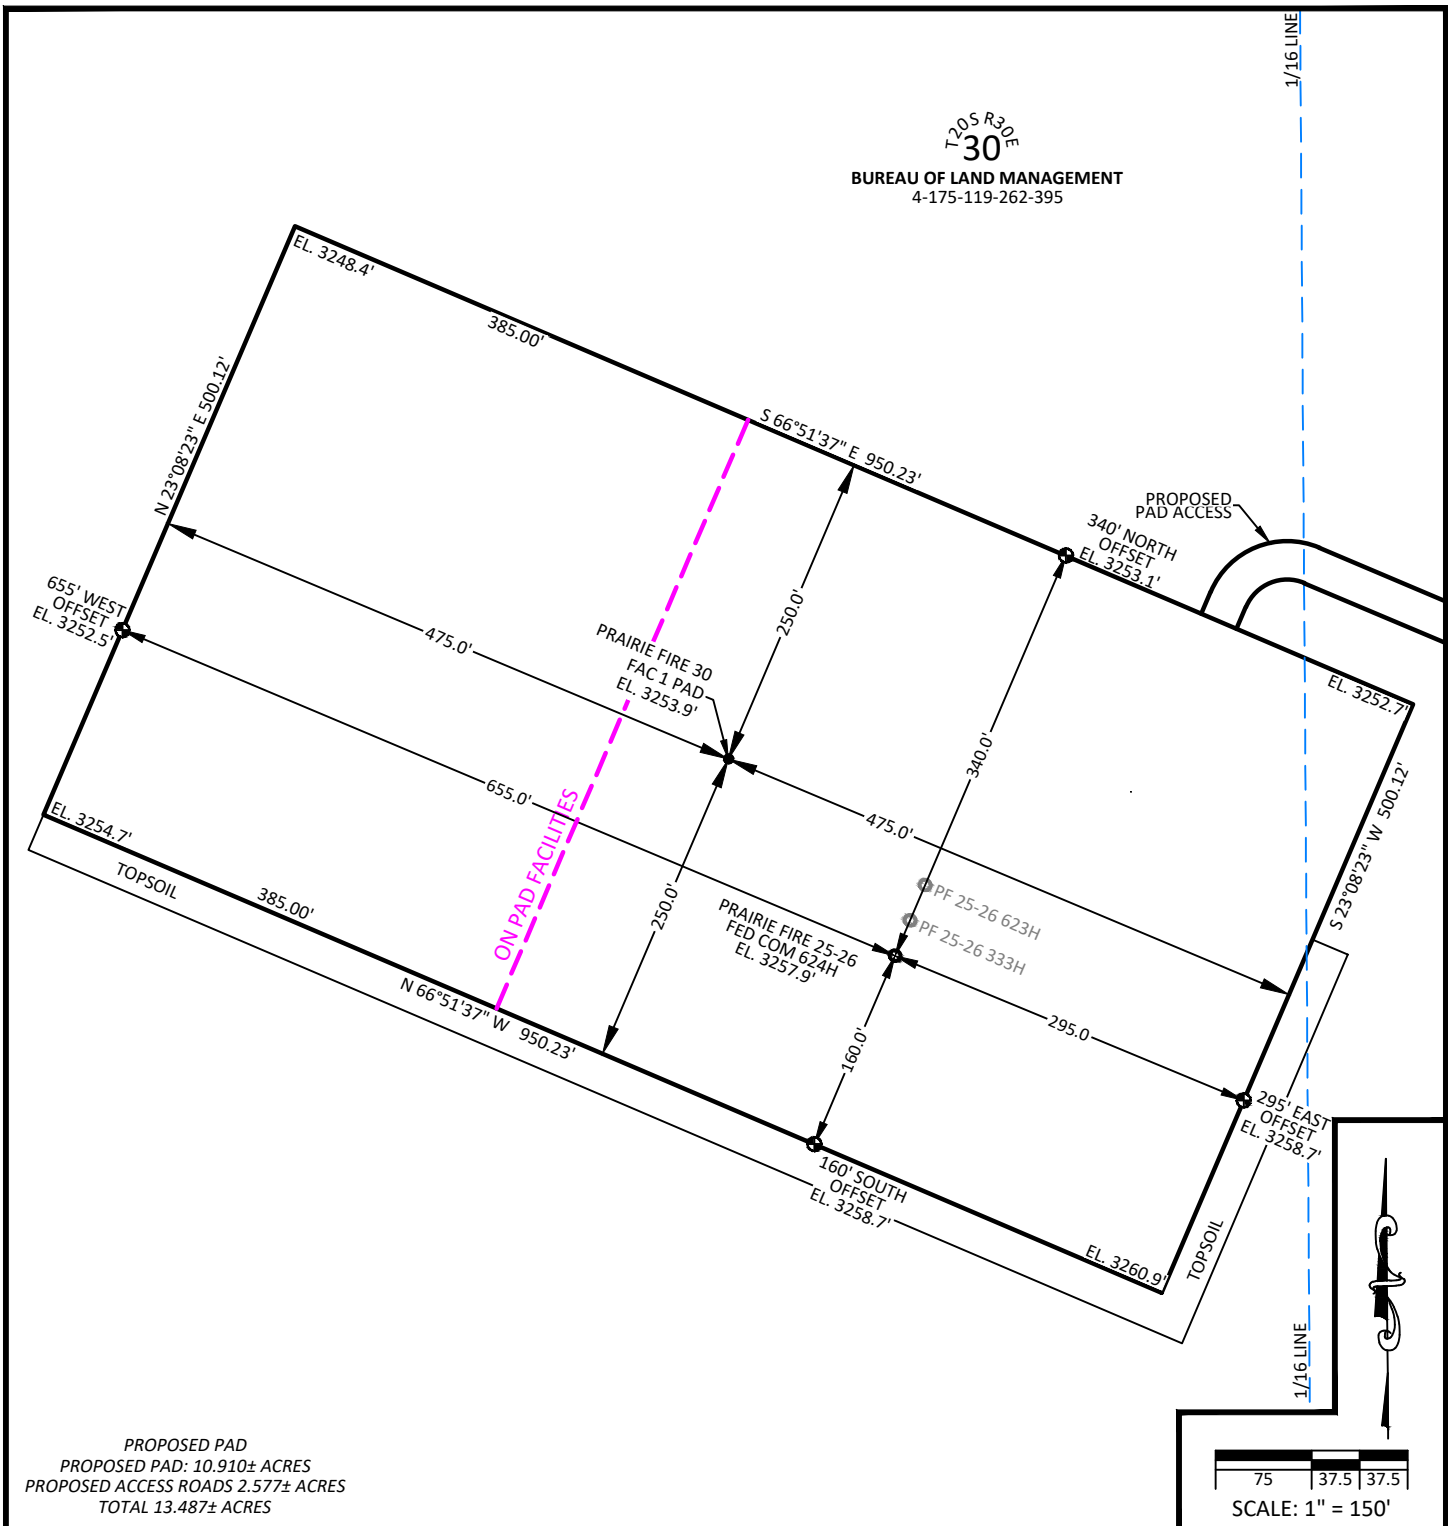 1/16 LINE
T20S R30E
30
BUREAU OF LAND MANAGEMENT
4-175-119-262-395
EL. 3248.4'
385.00'
N 23°08'23" E 500.12'
S 66°51'37" E 950.23'
PROPOSED
PAD ACCESS
340' NORTH
OFFSET
EL. 3253.1'
250.0'
655' WEST
OFFSET
EL. 3252.5'
475.0'
PRAIRIE FIRE 30
FAC 1 PAD
EL. 3253.9'
EL. 3252.7'
340.0'
655.0'
475.0'
S 23°08'23" W 500.12'
EL. 3254.7'
TOPSOIL
385.00'
ON PAD FACILITIES
250.0'
PF 25-26 623H
PF 25-26 333H
PRAIRIE FIRE 25-26
FED COM 624H
EL. 3257.9'
N 66°51'37" W 950.23'
295.0
160.0'
295' EAST
OFFSET
EL. 3258.7'
160' SOUTH
OFFSET
EL. 3258.7'
EL. 3260.9'
TOPSOIL
1/16 LINE
PROPOSED PAD
PROPOSED PAD: 10.910± ACRES
PROPOSED ACCESS ROADS 2.577± ACRES
TOTAL 13.487± ACRES
75 37.5 37.5
SCALE: 1" = 150'